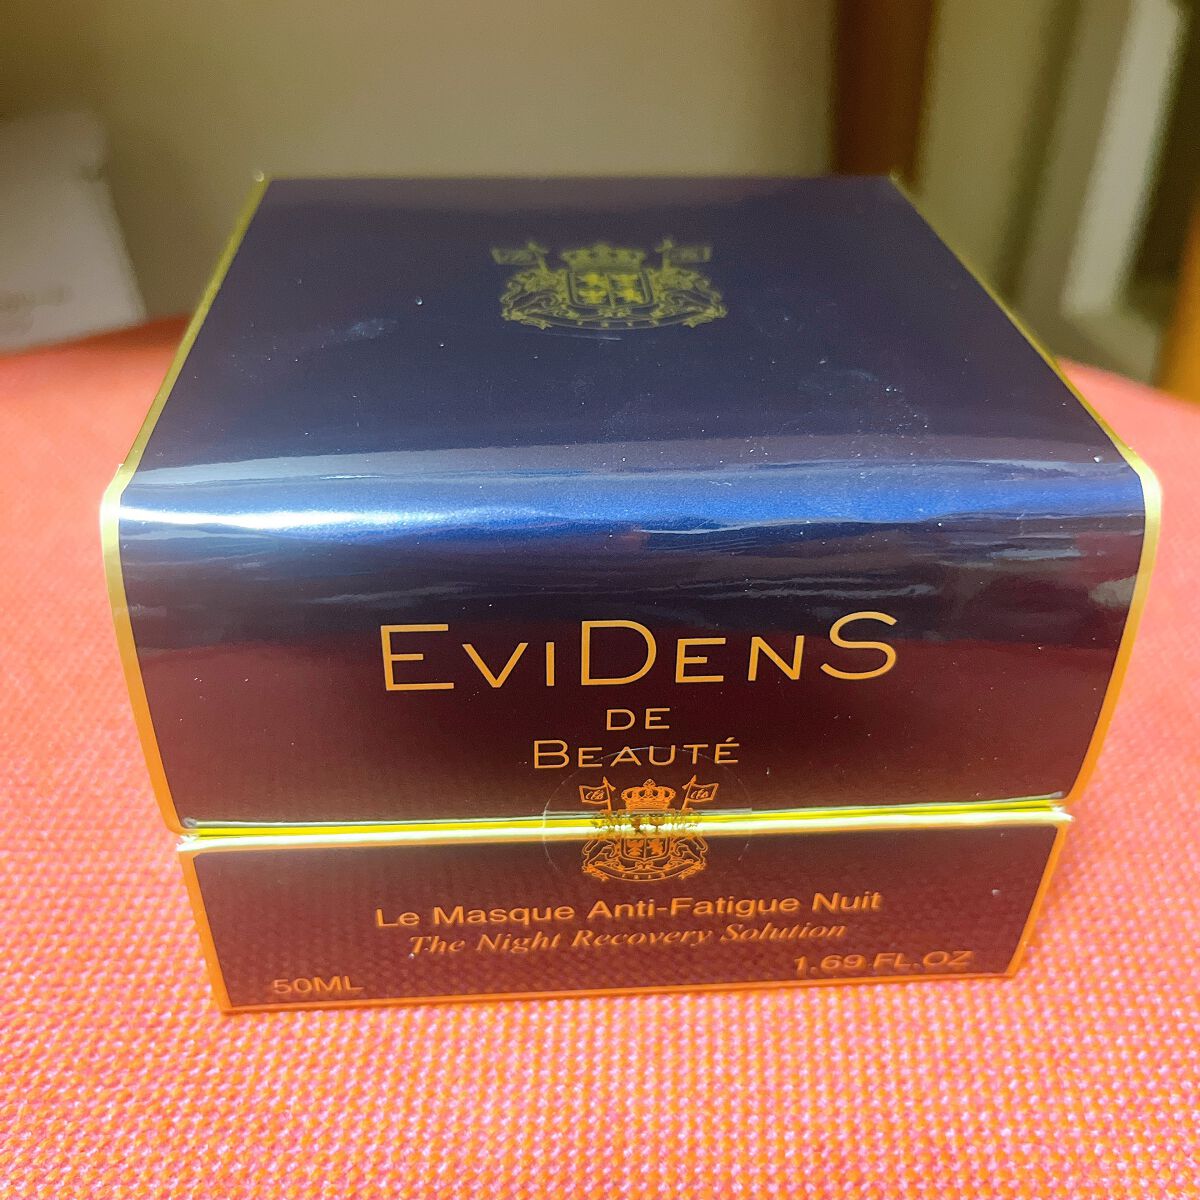 EviDenS
DE
Beauté
Le Masque Anti-Fatigue Nuit
The Night Recovery Solution
50ML
1.69 FL.OZ